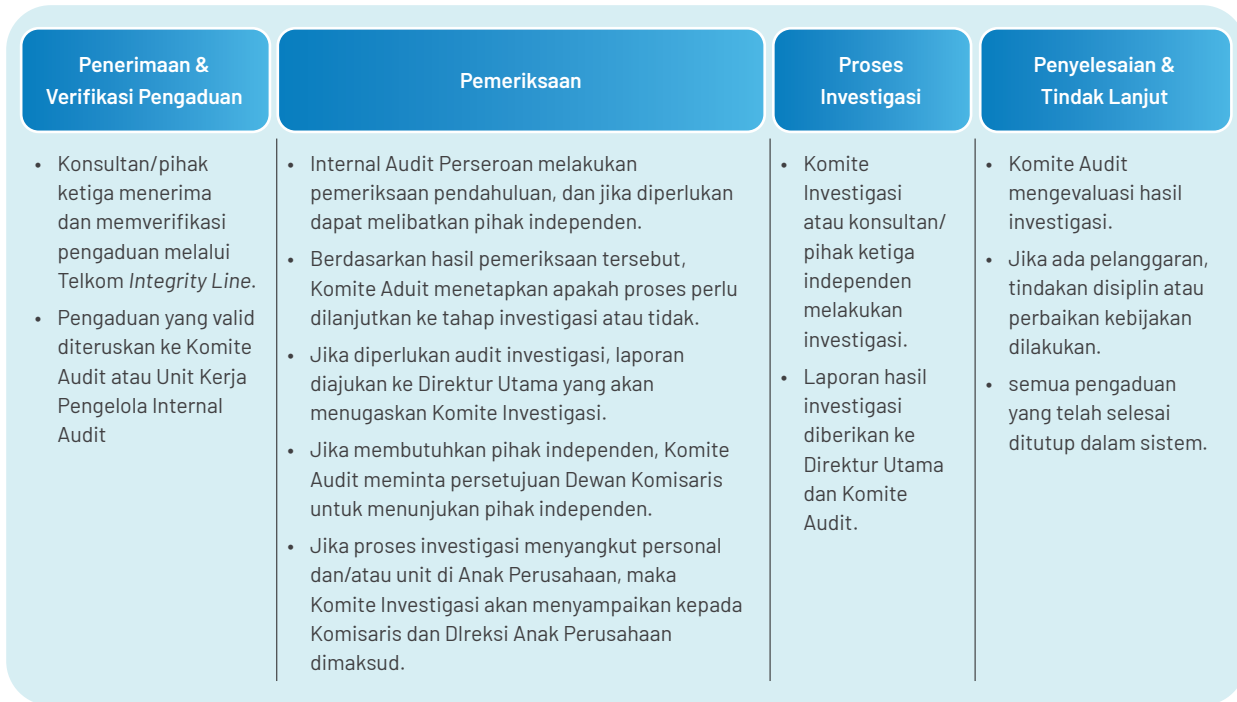 Penerimaan &
Verifikasi Pengaduan
• Konsultan/pihak
ketiga menerima
dan memverifikasi
pengaduan melalui
Telkom Integrity Line.
• Pengaduan yang valid
diteruskan ke Komite
Audit atau Unit Kerja
Pengelola Internal
Audit
Pemeriksaan
• Internal Audit Perseroan melakukan
pemeriksaan pendahuluan, dan jika diperlukan
dapat melibatkan pihak independen.
• Berdasarkan hasil pemeriksaan tersebut,
Komite Aduit menetapkan apakah proses perlu
dilanjutkan ke tahap investigasi atau tidak.
• Jika diperlukan audit investigasi, laporan
diajukan ke Direktur Utama yang akan
menugaskan Komite Investigasi.
• Jika membutuhkan pihak independen, Komite
Audit meminta persetujuan Dewan Komisaris
untuk menunjukan pihak independen.
• Jika proses investigasi menyangkut personal
dan/atau unit di Anak Perusahaan, maka
Komite Investigasi akan menyampaikan kepada
Komisaris dan DIreksi Anak Perusahaan
dimaksud.
Proses
Investigasi
• Komite
Investigasi
atau konsultan/
pihak ketiga
independen
melakukan
investigasi.
• Laporan hasil
investigasi
diberikan ke
Direktur Utama
dan Komite
Audit.
Penyelesaian &
Tindak Lanjut
• Komite Audit
mengevaluasi hasil
investigasi.
• Jika ada pelanggaran,
tindakan disiplin atau
perbaikan kebijakan
dilakukan.
• semua pengaduan
yang telah selesai
ditutup dalam sistem.